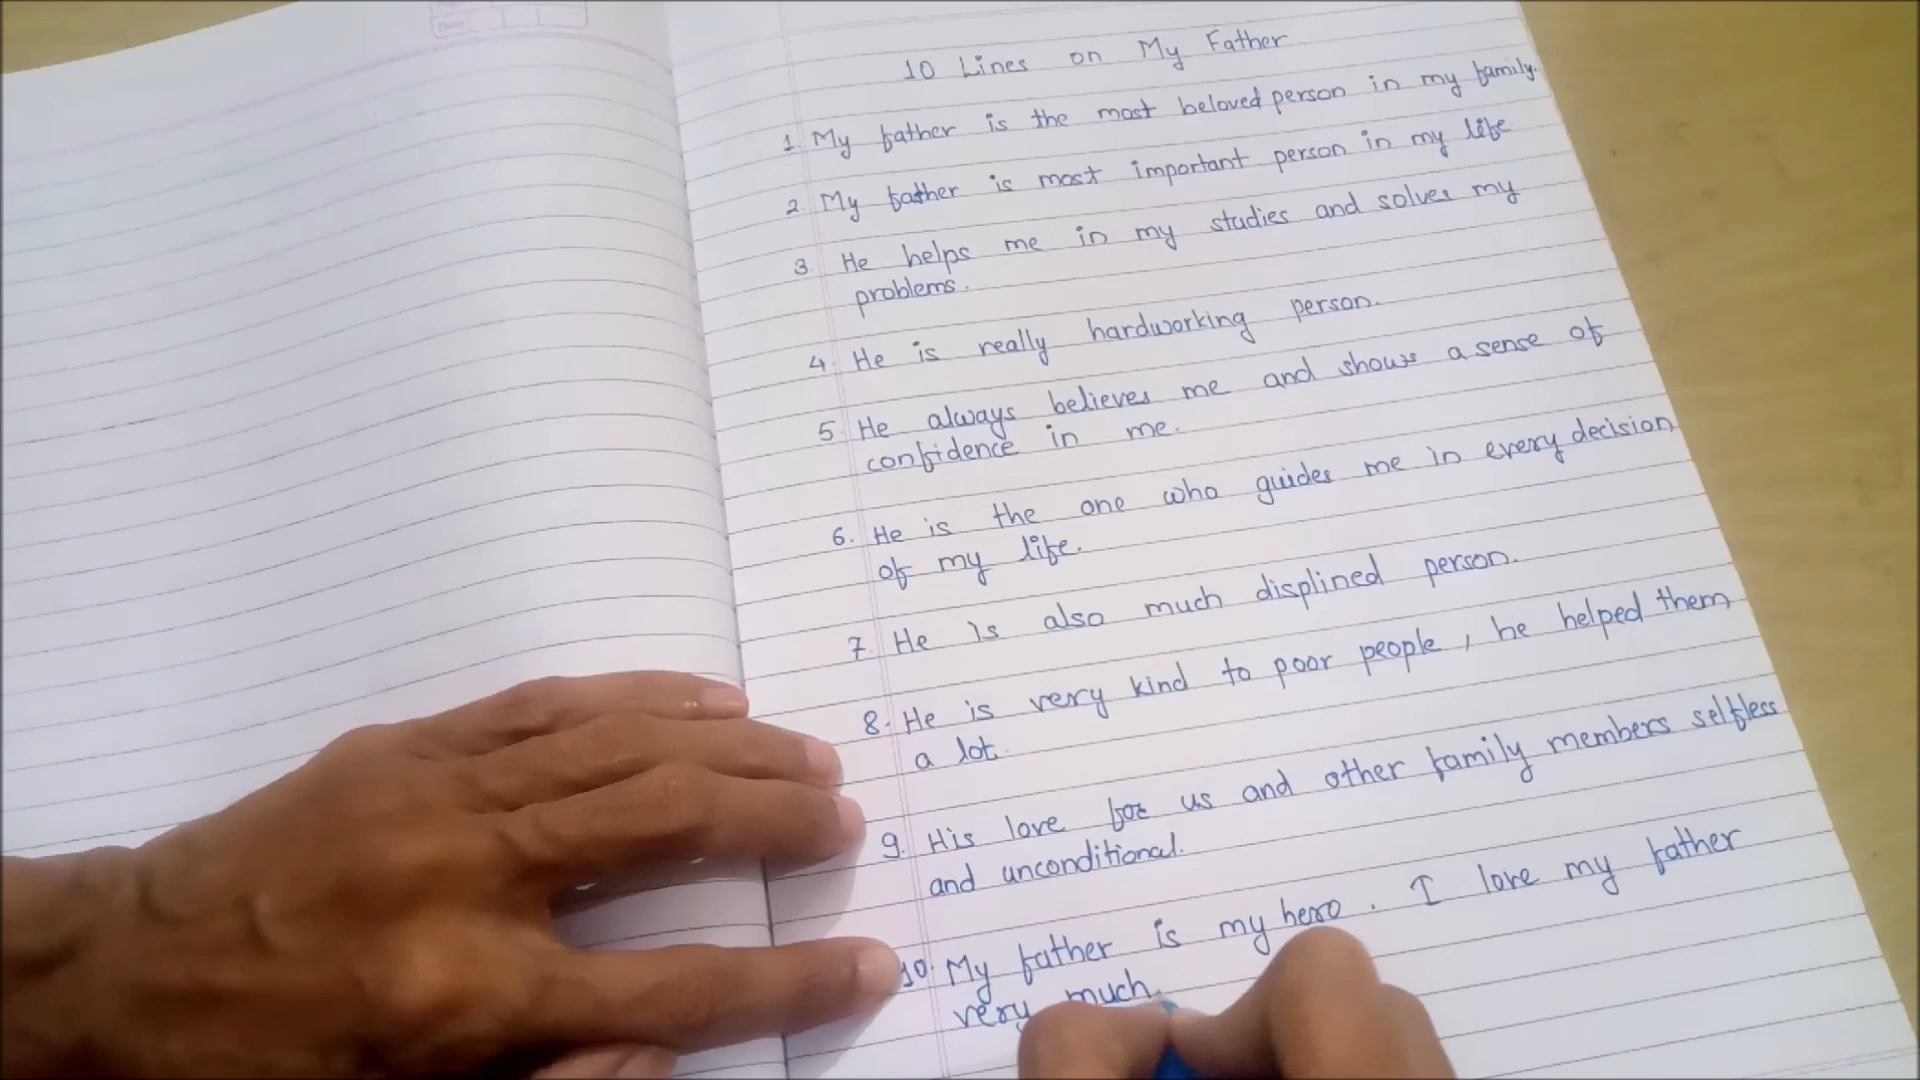 10 Lines on My Father
1 My father is the most beloved person in my family.
2. My father is most important person in my life
3 He helps me in my studies and solves my
problems.
4. He is really hardworking person.
5. He always believes me and shows a sense of
confidence in me.
6. He is the one who guides me in every decision
of my life.
7. He is also much displined person.
8. He is very kind to poor people, he helped them
a lot.
9. His love for us and other family members selfless
and unconditional.
10. My father is my hero. I love my father
very much.